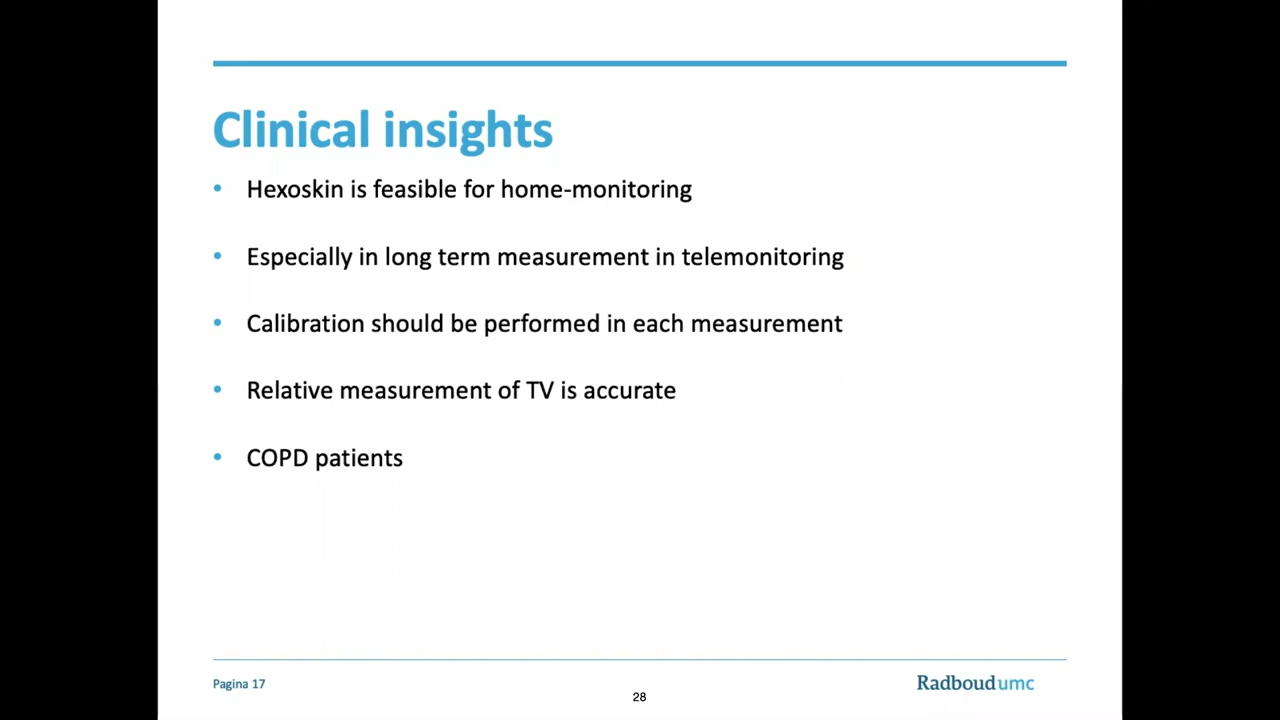 Clinical insights
• Hexoskin is feasible for home-monitoring
• Especially in long term measurement in telemonitoring
• Calibration should be performed in each measurement
• Relative measurement of TV is accurate
• COPD patients
Pagina 17
28
Radboudumc